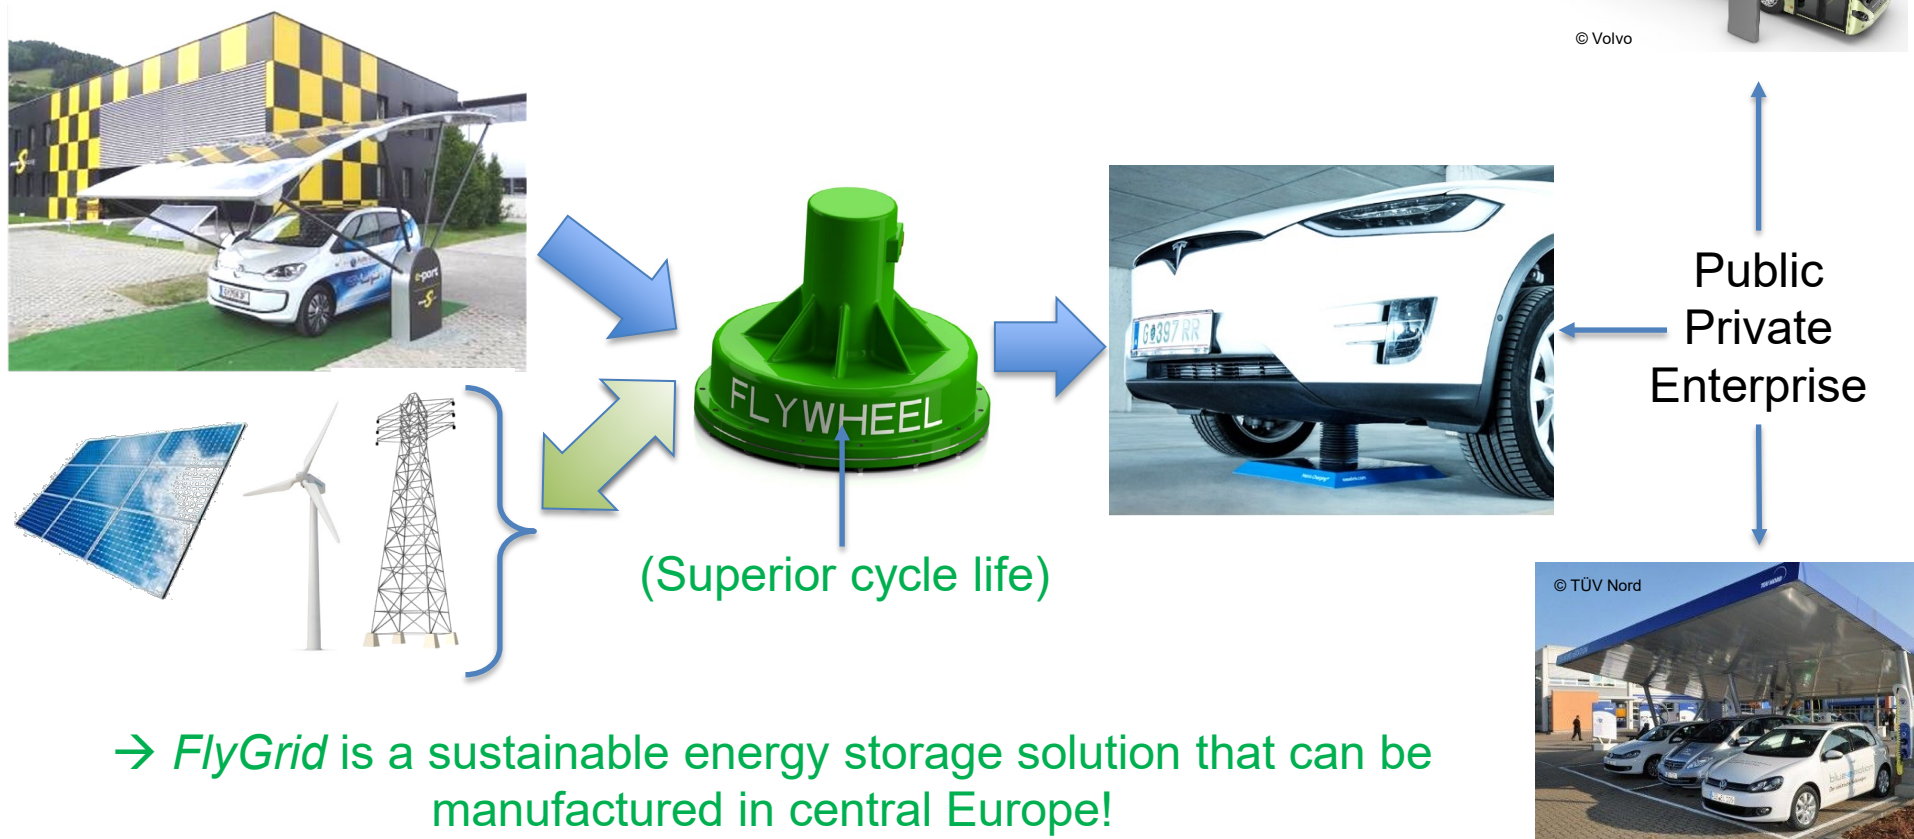 © Volvo
e-port
FLYWHEEL
Public
Private
Enterprise
(Superior cycle life)
© TÜV Nord
→ FlyGrid is a sustainable energy storage solution that can be
manufactured in central Europe!